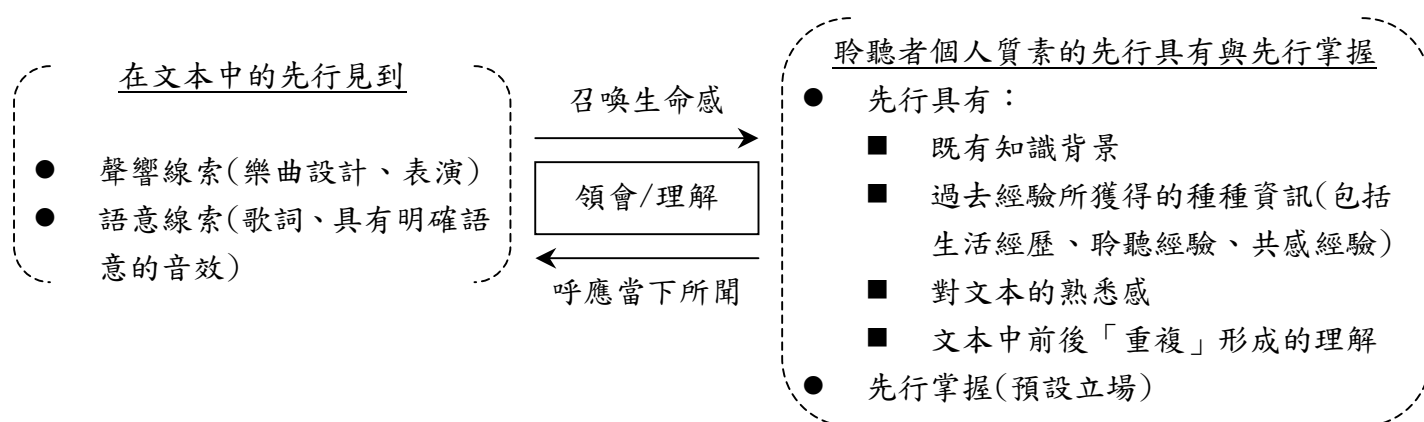 在文本中的先行見到
● 聲響線索(樂曲設計、表演)
● 語意線索(歌詞、具有明確語
意的音效)
召喚生命感
領會/理解
呼應當下所聞
聆聽者個人質素的先行具有與先行掌握
● 先行具有：
■ 既有知識背景
■ 過去經驗所獲得的種種資訊(包括
生活經歷、聆聽經驗、共感經驗)
■ 對文本的熟悉感
■ 文本中前後「重複」形成的理解
● 先行掌握(預設立場)